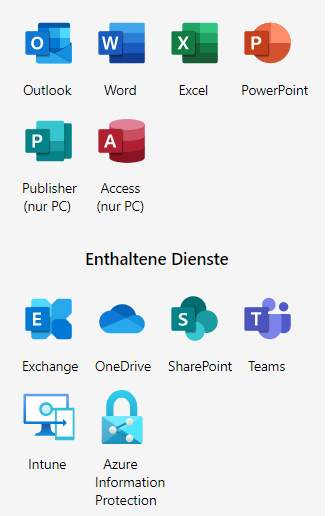 Outlook Word Excel PowerPoint
Publisher Access
(nur PC) (nur PC)
Enthaltene Dienste
Exchange OneDrive SharePoint Teams
Intune Azure
Information
Protection